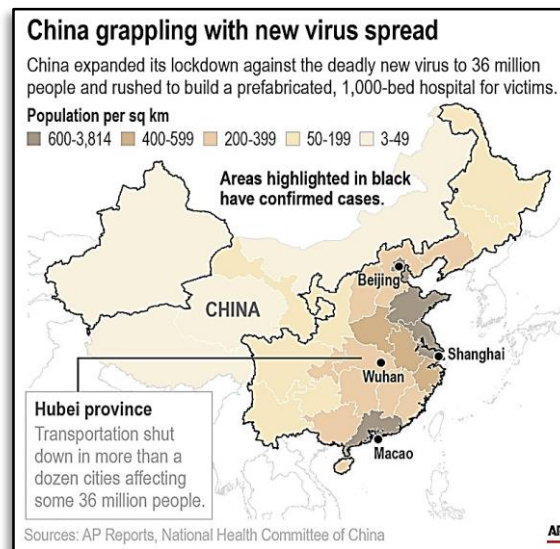 China grappling with new virus spread
China expanded its lockdown against the deadly new virus to 36 million
people and rushed to build a prefabricated, 1,000-bed hospital for victims.
Population per sq km
600-3,814 400-599 200-399 50-199 3-49
Areas highlighted in black
have confirmed cases.
Beijing
CHINA
Shanghai
Wuhan
Macao
Hubei province
Transportation shut
down in more than a
dozen cities affecting
some 36 million people.
Sources: AP Reports, National Health Committee of China
AP